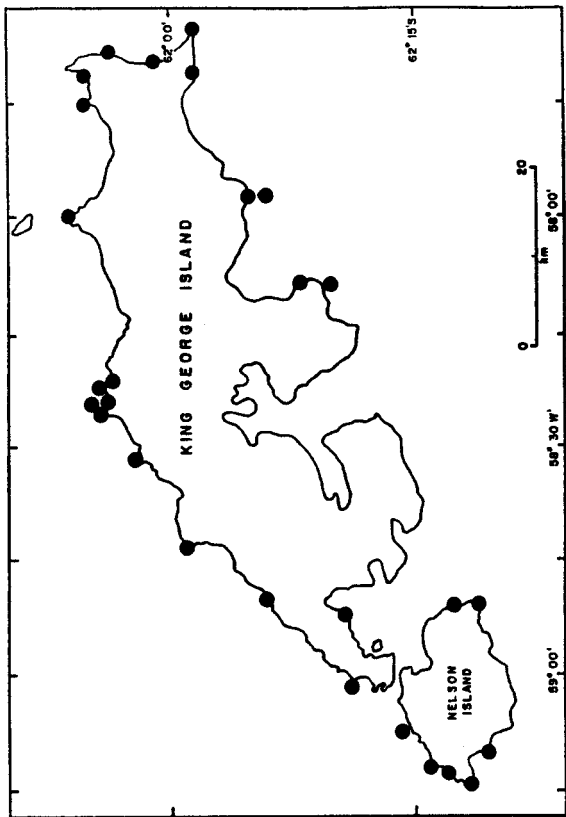 KING GEORGE ISLAND
NELSON
ISLAND
62° 00'
62° 15'S
58° 00'
58° 30' W
59° 00'
0
20
km